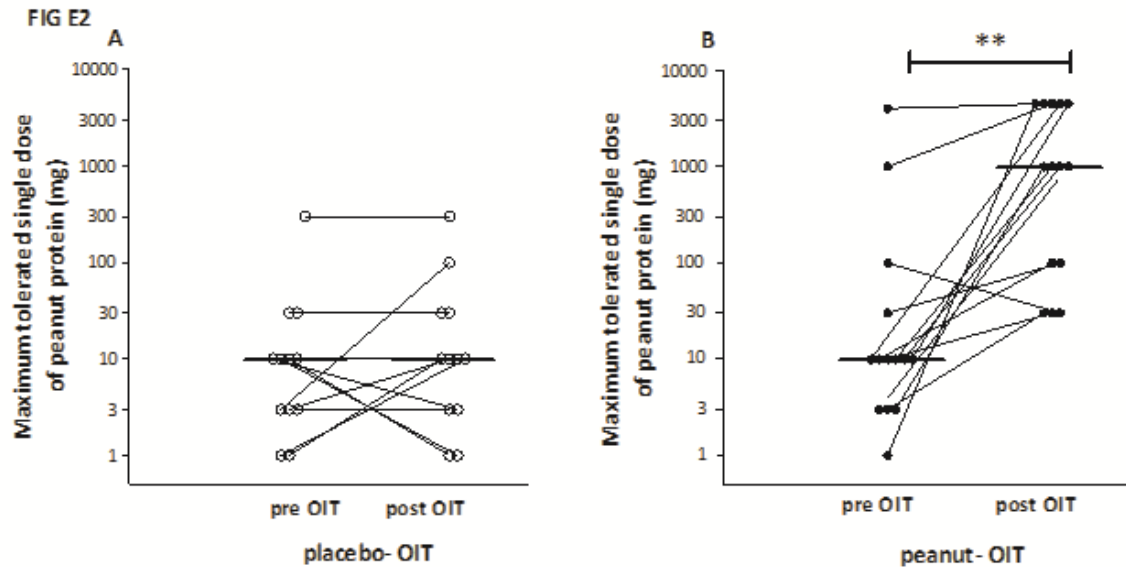 FIG E2
A
Maximum tolerated single dose
of peanut protein (mg)
10000
3000
1000
300
100
30
10
3
1
pre OIT
post OIT
placebo- OIT
B
**
Maximum tolerated single dose
of peanut protein (mg)
10000
3000
1000
300
100
30
10
3
1
pre OIT
post OIT
peanut- OIT